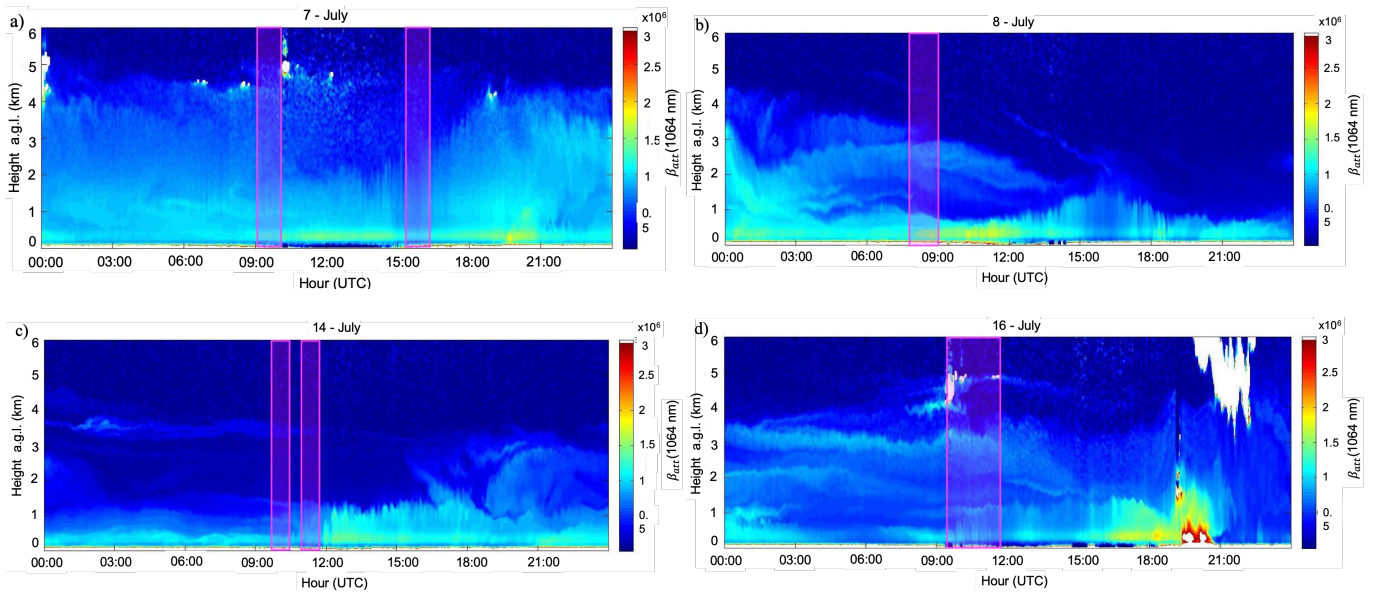 a)
7 - July
x10⁶
6
5
4
3
2
1
0
Height a.g.l. (km)
00:00 03:00 06:00 09:00 12:00 15:00 18:00 21:00
Hour (UTC)
3
2.5
2
1.5
1
0.
5
β_att(1064 nm)
b)
8 - July
x10⁶
6
5
4
3
2
1
0
Height a.g.l. (km)
00:00 03:00 06:00 09:00 12:00 15:00 18:00 21:00
Hour (UTC)
3
2.5
2
1.5
1
0.
5
β_att(1064 nm)
c)
14 - July
x10⁶
6
5
4
3
2
1
0
Height a.g.l. (km)
00:00 03:00 06:00 09:00 12:00 15:00 18:00 21:00
Hour (UTC)
3
2.5
2
1.5
1
0.
5
β_att(1064 nm)
d)
16 - July
x10⁶
6
5
4
3
2
1
0
Height a.g.l. (km)
00:00 03:00 06:00 09:00 12:00 15:00 18:00 21:00
Hour (UTC)
3
2.5
2
1.5
1
0.
5
β_att(1064 nm)